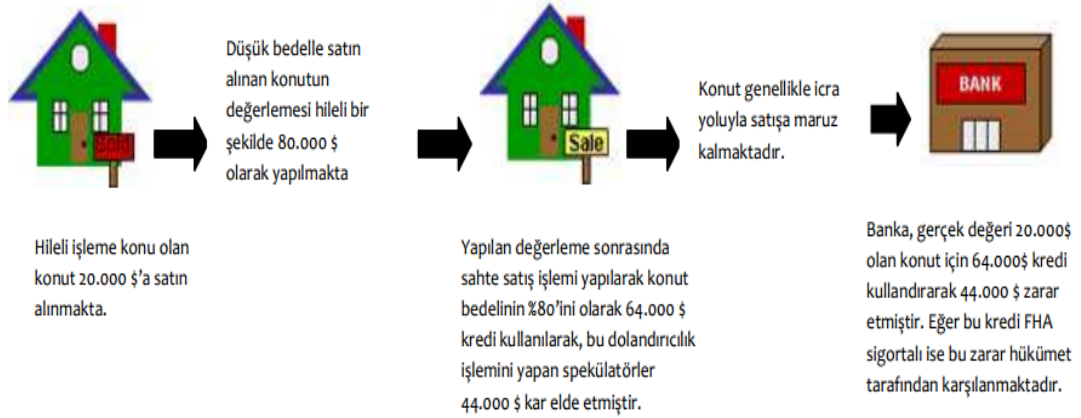 Sold
Düşük bedelle satın
alınan konutun
değerlemesi hileli bir
şekilde 80.000 $
olarak yapılmakta
Sale
Konut genellikle icra
yoluyla satışa maruz
kalmaktadır.
BANK
Hileli işleme konu olan
konut 20.000 $'a satın
alınmakta.
Yapılan değerleme sonrasında
sahte satış işlemi yapılarak konut
bedelinin %80'ini olarak 64.000 $
kredi kullanılarak, bu dolandırıcılık
işlemini yapan spekülatörler
44.000 $ kar elde etmiştir.
Banka, gerçek değeri 20.000$
olan konut için 64.000$ kredi
kullandırarak 44.000 $ zarar
etmiştir. Eğer bu kredi FHA
sigortalı ise bu zarar hükümet
tarafından karşılanmaktadır.